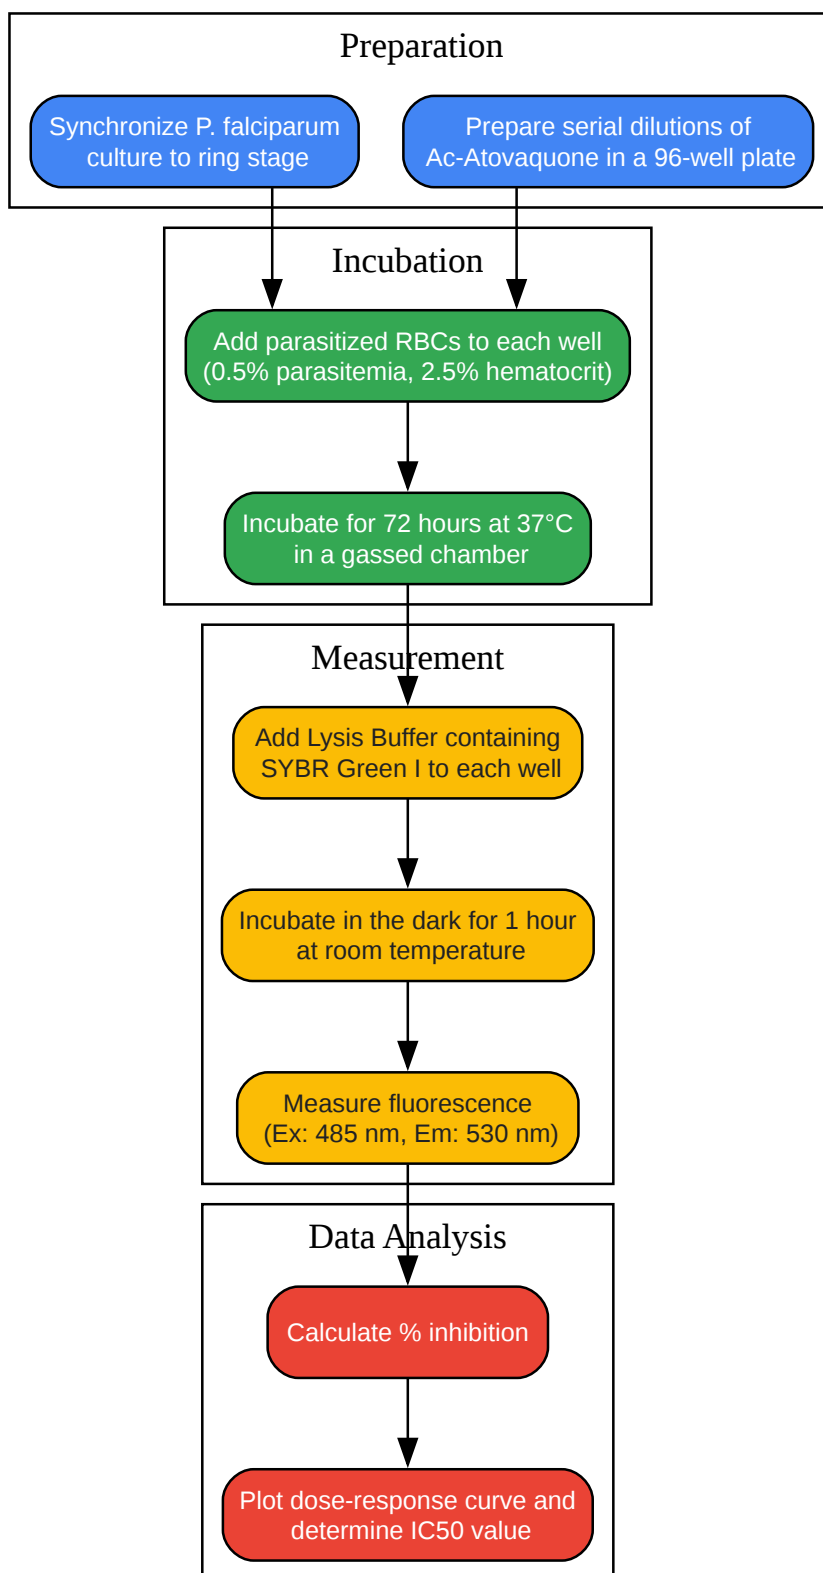 Preparation
Synchronize P. falciparum
culture to ring stage
Prepare serial dilutions of
Ac-Atovaquone in a 96-well plate
Incubation
Add parasitized RBCs to each well
(0.5% parasitemia, 2.5% hematocrit)
Incubate for 72 hours at 37°C
in a gassed chamber
Measurement
Add Lysis Buffer containing
SYBR Green I to each well
Incubate in the dark for 1 hour
at room temperature
Measure fluorescence
(Ex: 485 nm, Em: 530 nm)
Data Analysis
Calculate % inhibition
Plot dose-response curve and
determine IC50 value